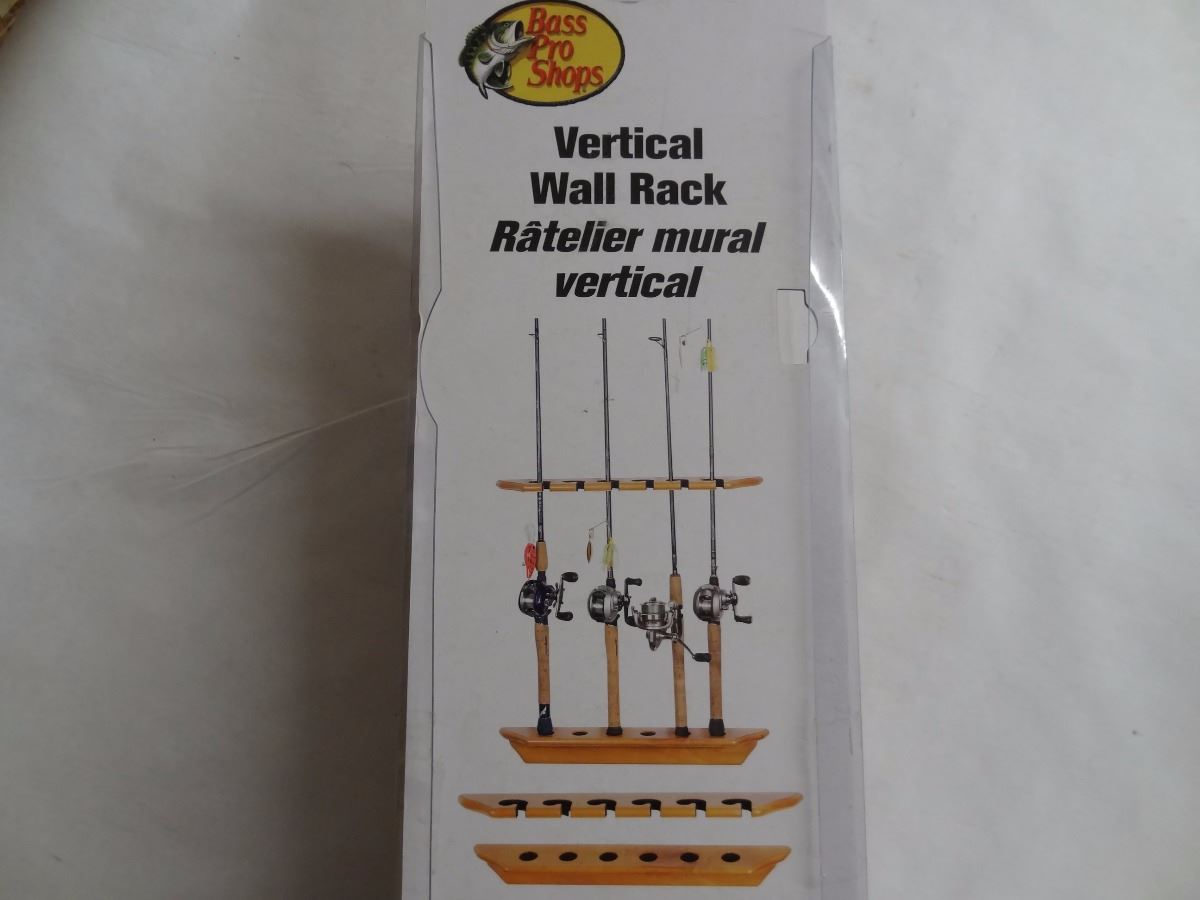 Bass
Pro
Shops
Vertical
Wall Rack
Râtelier mural
vertical